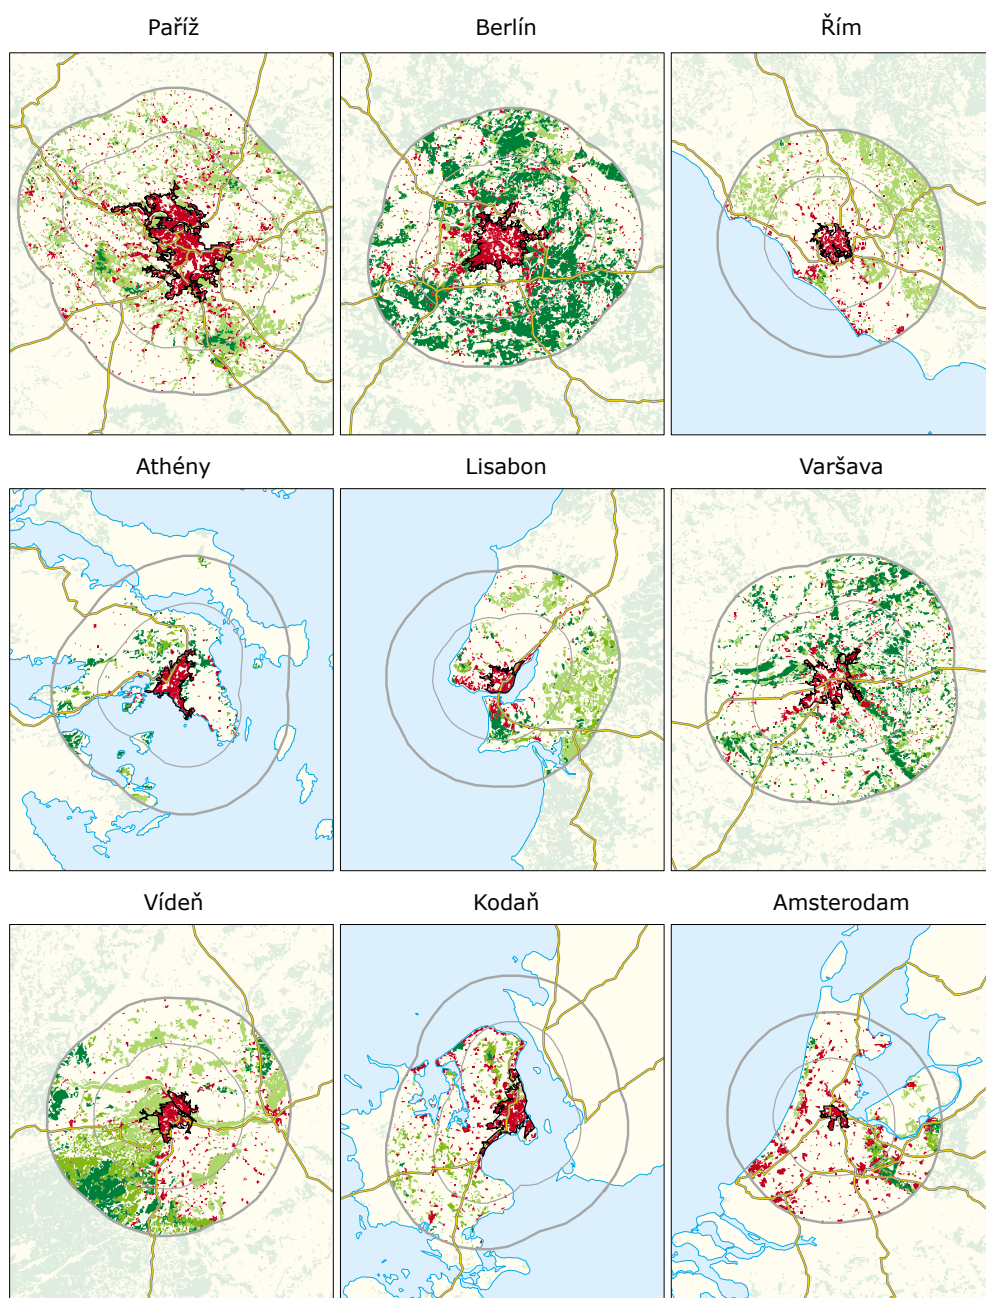 Paříž
Berlín
Řím
Athény
Lisabon
Varšava
Vídeň
Kodaň
Amsterodam